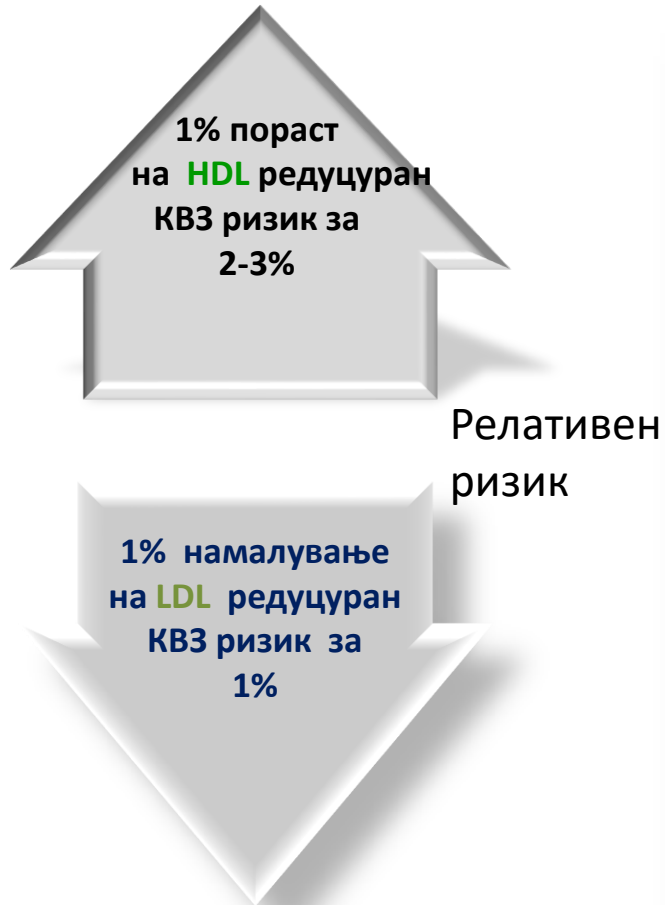 1% пораст
на HDL редуцуран
КВЗ ризик за
2-3%
Релативен
ризик
1% намалување
на LDL редуцуран
КВЗ ризик за
1%